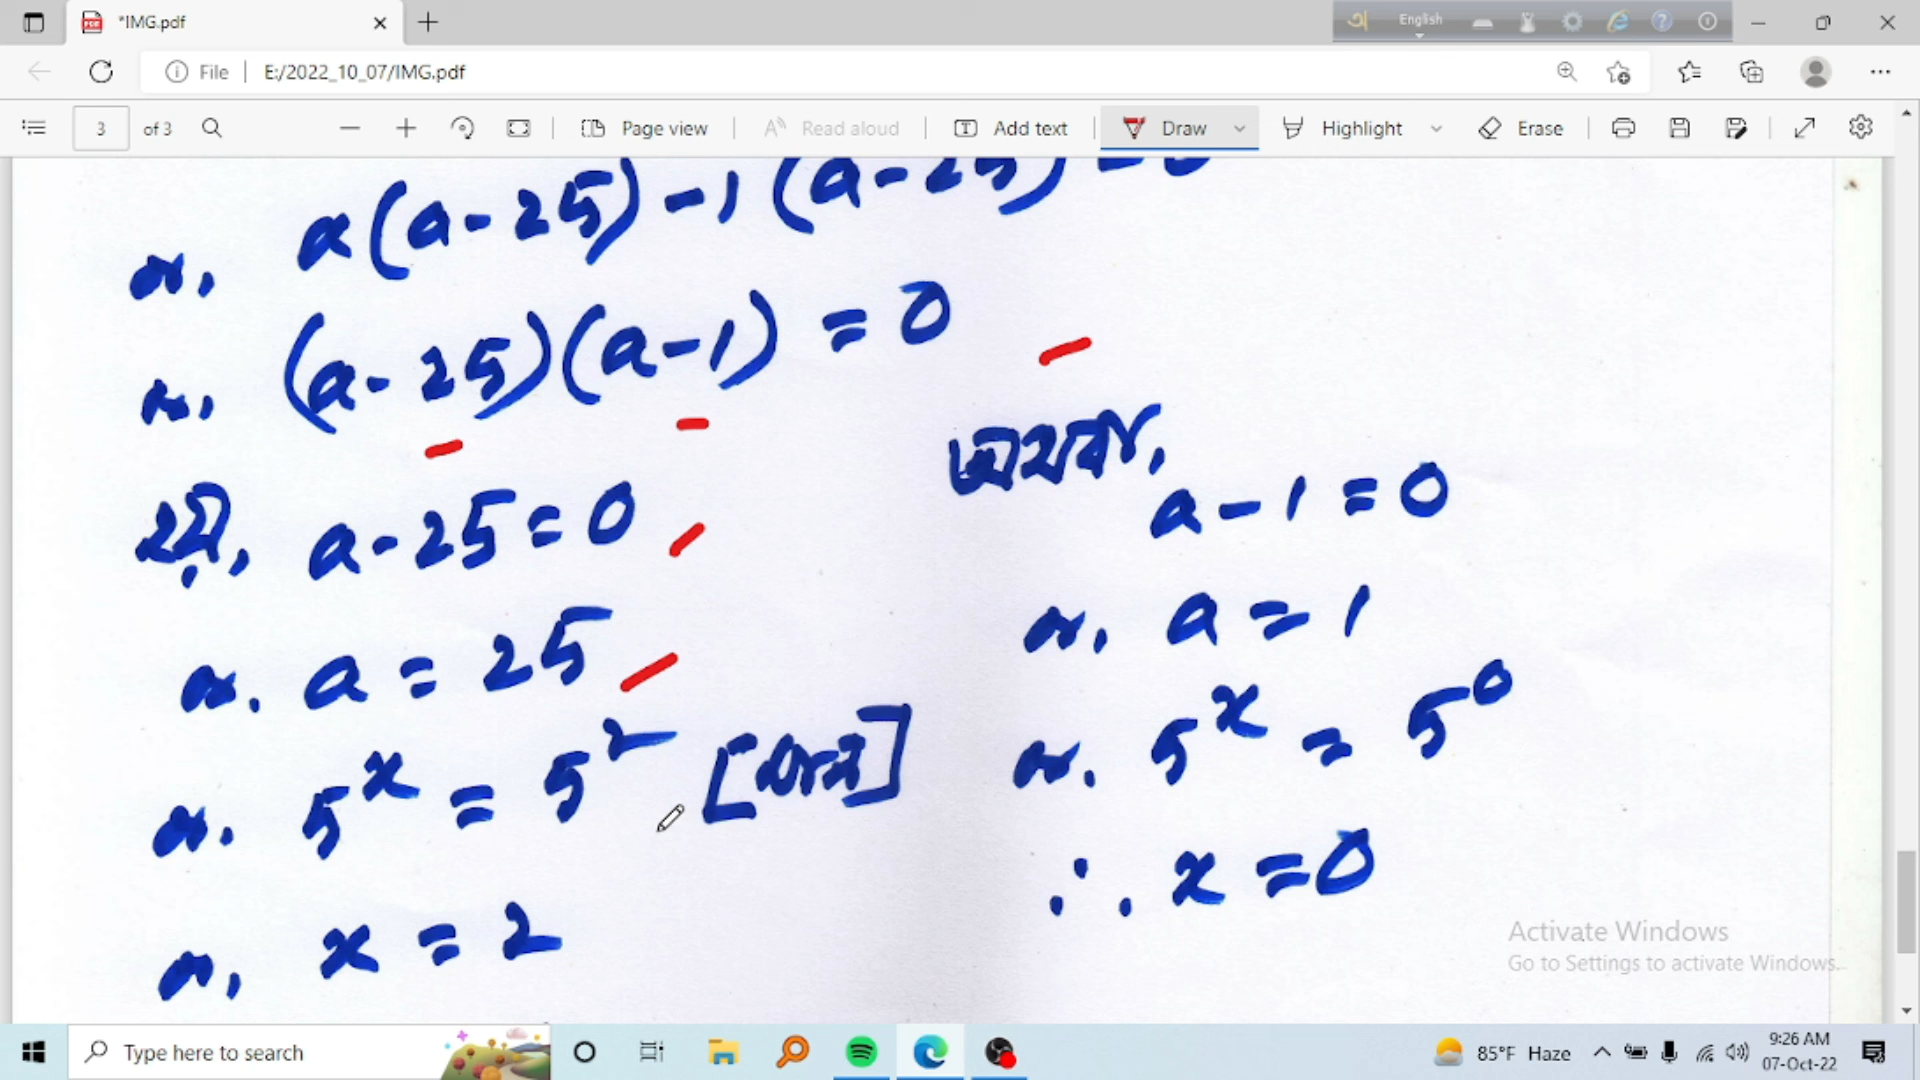 *IMG.pdf
English
File E:/2022_10_07/IMG.pdf
3 of 3 Page view Read aloud Add text Draw Highlight Erase
বা, a(a-25)-1(a-25)=0
বা, (a-25)(a-1) = 0
হয়, a-25=0
বা, a = 25
বা, 5^x = 5^2
বা, x = 2
অথবা,
a-1=0
বা, a = 1
বা, 5^x = 5^0
∴ x=0
Activate Windows
Go to Settings to activate Windows.
Type here to search
85°F Haze
9:26 AM
07-Oct-22